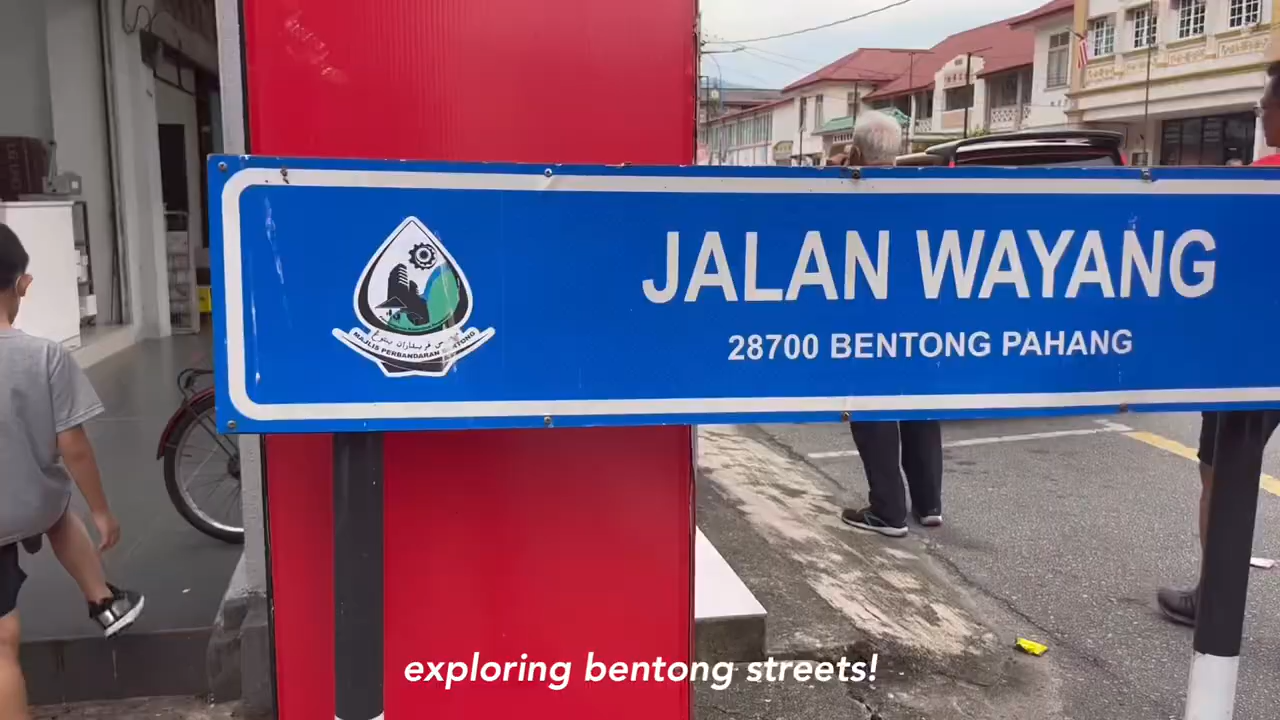 JALAN WAYANG
28700 BENTONG PAHANG
MAJLIS PERBANDARAN BENTONG
exploring bentong streets!